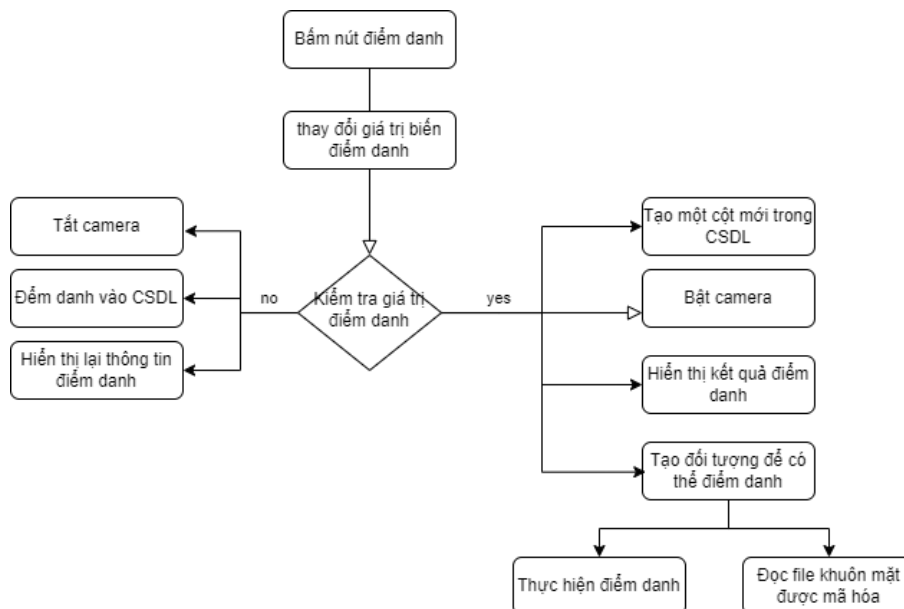 Bấm nút điểm danh
thay đổi giá trị biến
điểm danh
Tắt camera
Tạo một cột mới trong
CSDL
Đểm danh vào CSDL
no
Kiểm tra giá trị
điểm danh
yes
Bật camera
Hiển thị lại thông tin
điểm danh
Hiển thị kết quả điểm
danh
Tạo đối tượng để có
thể điểm danh
Thực hiện điểm danh
Đọc file khuôn mặt
được mã hóa